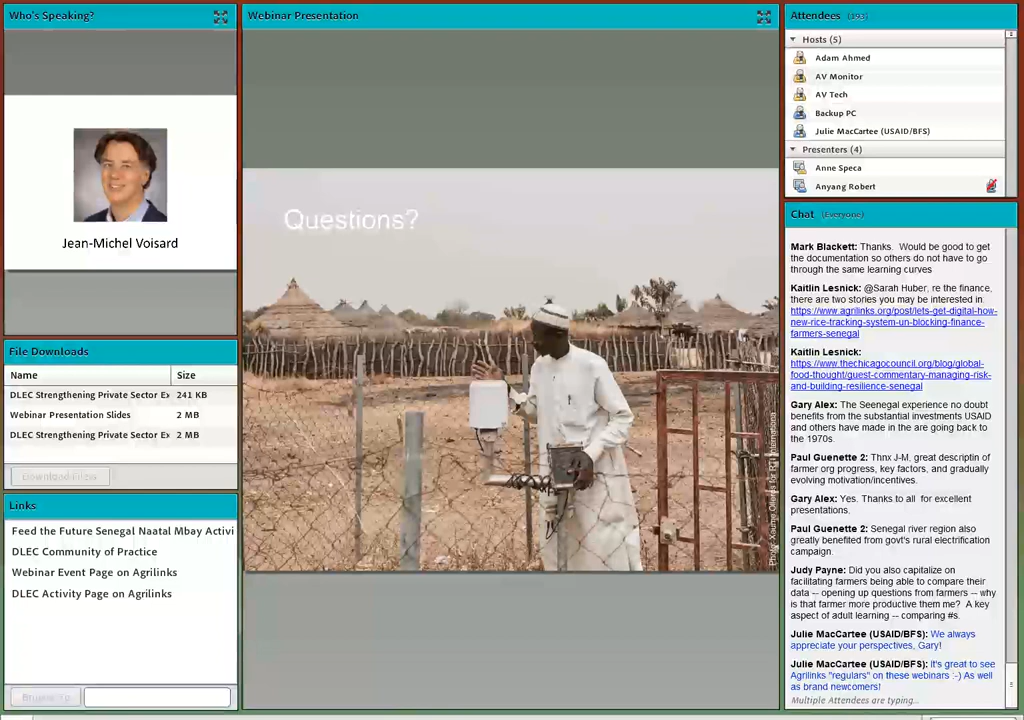 Who's Speaking?
Jean-Michel Voisard
File Downloads
Name Size
DLEC Strengthening Private Sector Ex 241 KB
Webinar Presentation Slides 2 MB
DLEC Strengthening Private Sector Ex 2 MB
Download File(s)
Links
Feed the Future Senegal Naatal Mbay Activi
DLEC Community of Practice
Webinar Event Page on Agrilinks
DLEC Activity Page on Agrilinks
Browse To
Webinar Presentation
Questions?
Attendees (193)
Hosts (5)
Adam Ahmed
AV Monitor
AV Tech
Backup PC
Julie MacCartee (USAID/BFS)
Presenters (4)
Anne Speca
Anyang Robert
Chat (Everyone)
Mark Blackett: Thanks. Would be good to get
the documentation so others do not have to go
through the same learning curves
Kaitlin Lesnick: @Sarah Huber, re the finance,
there are two stories you may be interested in.
https://www.agrilinks.org/post/lets-get-digital-how-
new-rice-tracking-system-un-blocking-finance-
farmers-senegal
Kaitlin Lesnick:
https://www.thechicagocouncil.org/blog/global-
food-thought/guest-commentary-managing-risk-
and-building-resilience-senegal
Gary Alex: The Seenegal experience no doubt
benefits from the substantial investments USAID
and others have made in the are going back to
the 1970s.
Paul Guenette 2: Thnx J-M, great descriptin of
farmer org progress, key factors, and gradually
evolving motivation/incentives.
Gary Alex: Yes. Thanks to all for excellent
presentations.
Paul Guenette 2: Senegal river region also
greatly benefited from govt's rural electrification
campaign.
Judy Payne: Did you also capitalize on
facilitating farmers being able to compare their
data -- opening up questions from farmers -- why
is that farmer more productive them me? A key
aspect of adult learning -- comparing #s.
Julie MacCartee (USAID/BFS): We always
appreciate your perspectives, Gary!
Julie MacCartee (USAID/BFS): it's great to see
Agrilinks "regulars" on these webinars :-) As well
as brand newcomers!
Multiple Attendees are typing...